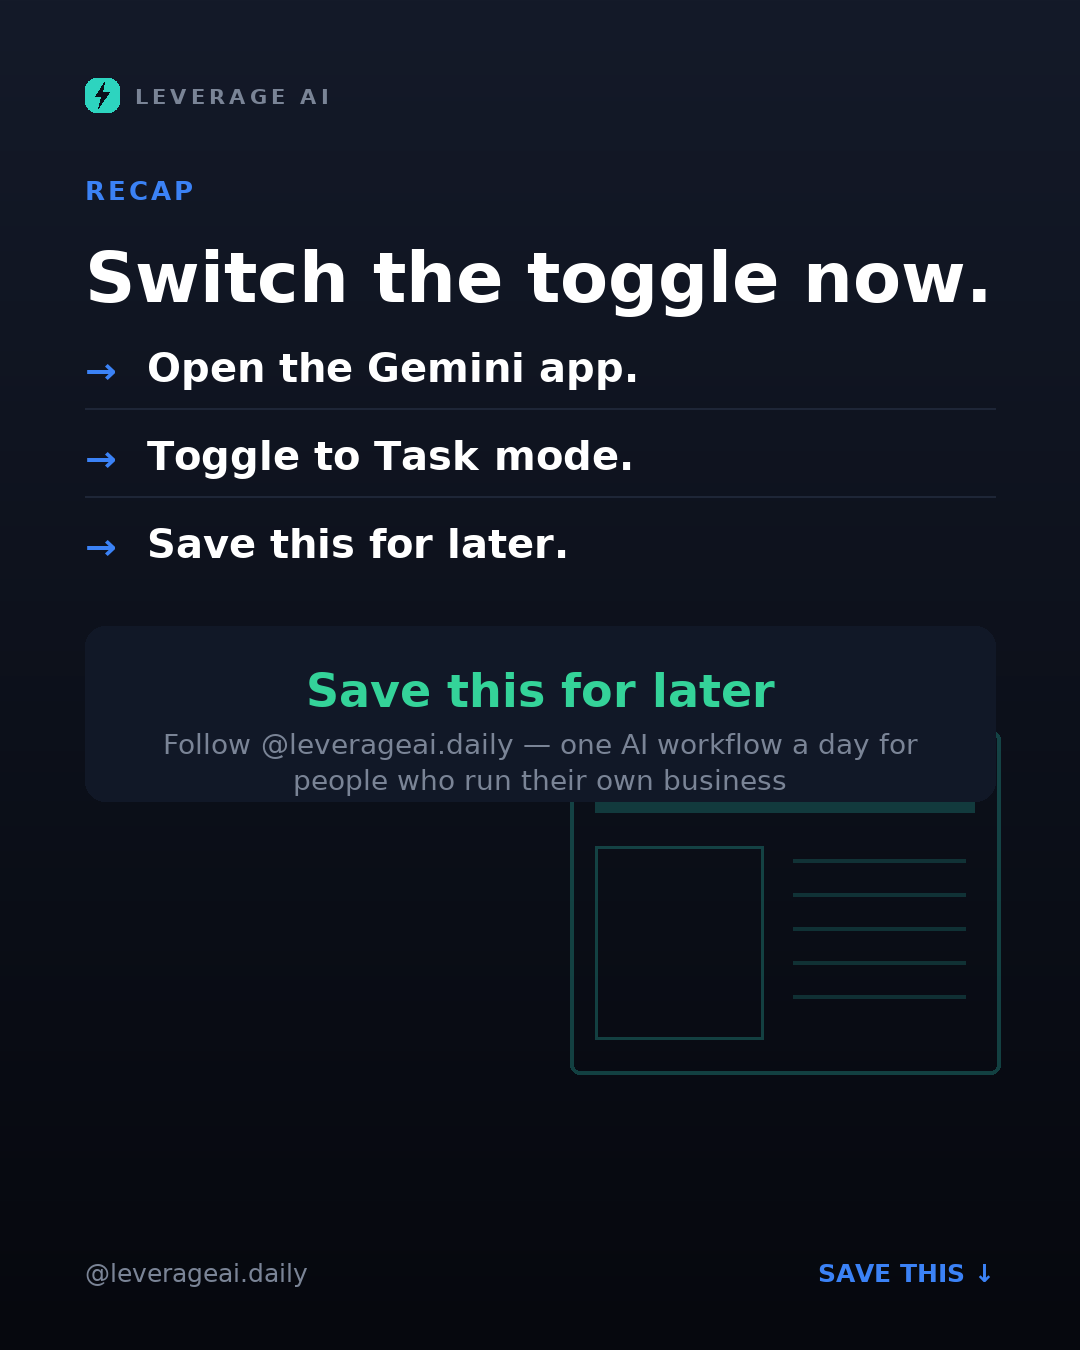 LEVERAGE AI
RECAP
Switch the toggle now.
→ Open the Gemini app.
→ Toggle to Task mode.
→ Save this for later.
Save this for later
Follow @leverageai.daily — one AI workflow a day for
people who run their own business
@leverageai.daily
SAVE THIS ↓